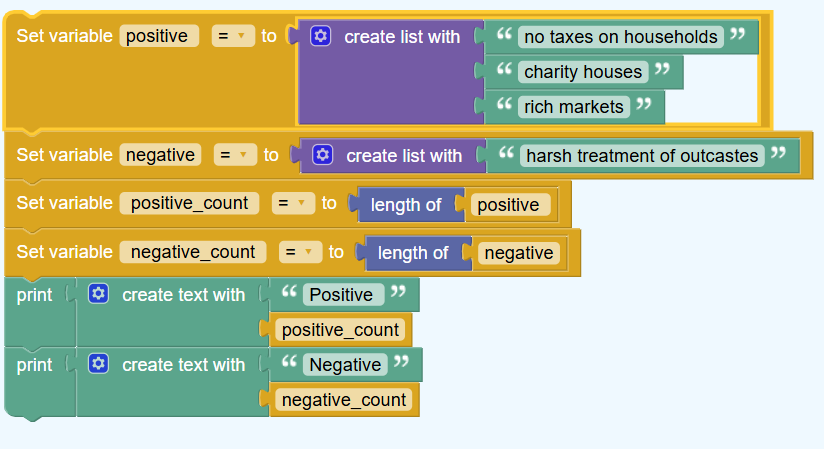 Set variable positive = to create list with “ no taxes on households ”
“ charity houses ”
“ rich markets ”
Set variable negative = to create list with “ harsh treatment of outcastes ”
Set variable positive_count = to length of positive
Set variable negative_count = to length of negative
print create text with “ Positive ”
positive_count
print create text with “ Negative ”
negative_count